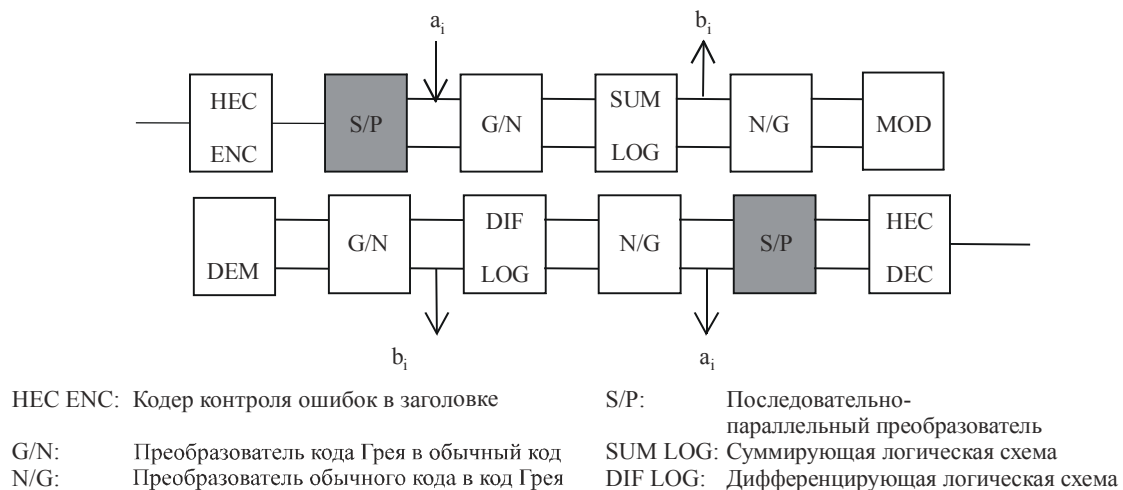 a_i b_i
HEC ENC S/P G/N SUM LOG N/G MOD
DEM G/N DIF LOG N/G S/P HEC DEC
b_i a_i
HEC ENC: Кодер контроля ошибок в заголовке S/P: Последовательно-
параллельный преобразователь
G/N: Преобразователь кода Грея в обычный код SUM LOG: Суммирующая логическая схема
N/G: Преобразователь обычного кода в код Грея DIF LOG: Дифференцирующая логическая схема